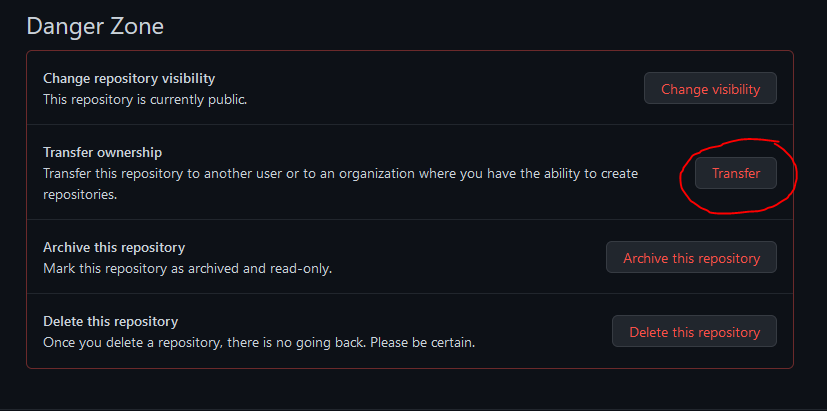 Danger Zone
Change repository visibility
This repository is currently public.
Change visibility
Transfer ownership
Transfer this repository to another user or to an organization where you have the ability to create
repositories.
Transfer
Archive this repository
Mark this repository as archived and read-only.
Archive this repository
Delete this repository
Once you delete a repository, there is no going back. Please be certain.
Delete this repository